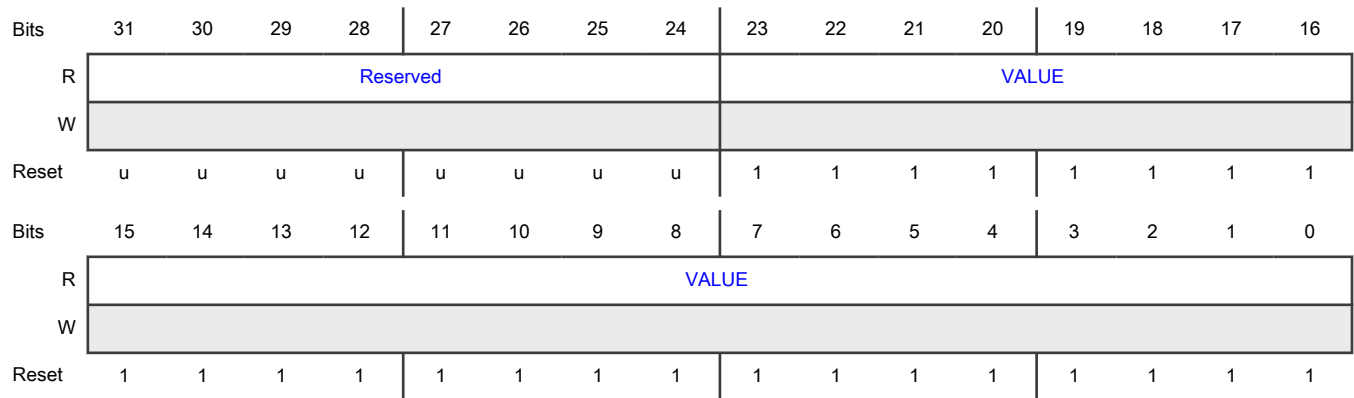 Bits 31 30 29 28 27 26 25 24 23 22 21 20 19 18 17 16
R Reserved VALUE
W
Reset u u u u u u u u 1 1 1 1 1 1 1 1
Bits 15 14 13 12 11 10 9 8 7 6 5 4 3 2 1 0
R VALUE
W
Reset 1 1 1 1 1 1 1 1 1 1 1 1 1 1 1 1